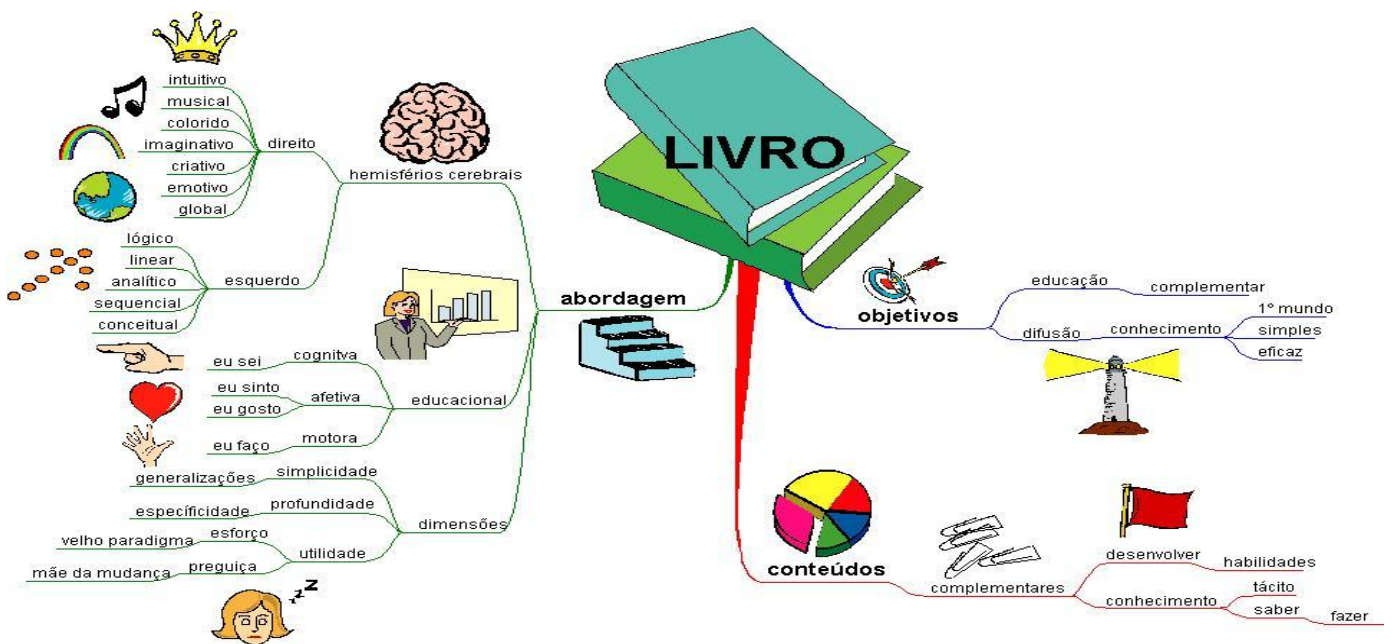 LIVRO
abordagem
hemisférios cerebrais
direito
intuitivo
musical
colorido
imaginativo
criativo
emotivo
global
esquerdo
lógico
linear
analítico
sequencial
conceitual
educacional
cognitva
eu sei
afetiva
eu sinto
eu gosto
motora
eu faço
dimensões
simplicidade
generalizações
profundidade
específicidade
utilidade
esforço
velho paradigma
preguiça
mãe da mudança
zzZ
objetivos
educação
complementar
difusão
conhecimento
1º mundo
simples
eficaz
conteúdos
complementares
desenvolver
habilidades
conhecimento
tácito
saber
fazer